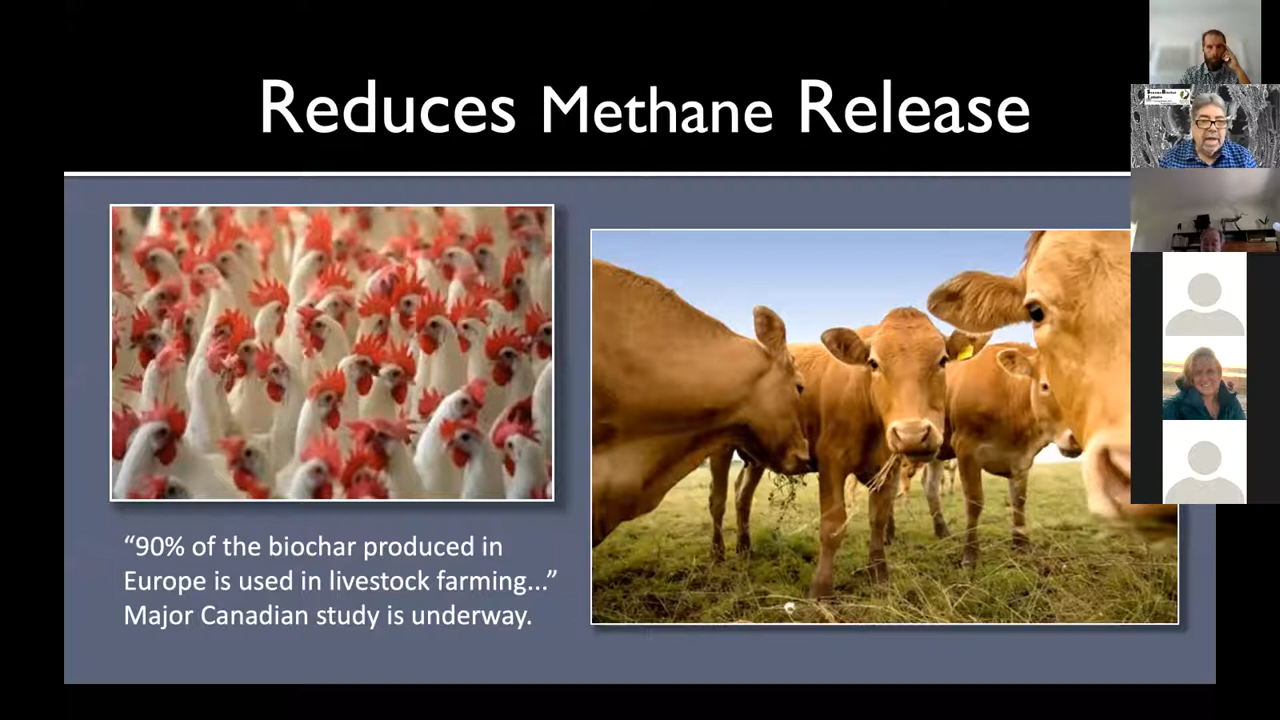 Reduces Methane Release
“90% of the biochar produced in
Europe is used in livestock farming...”
Major Canadian study is underway.